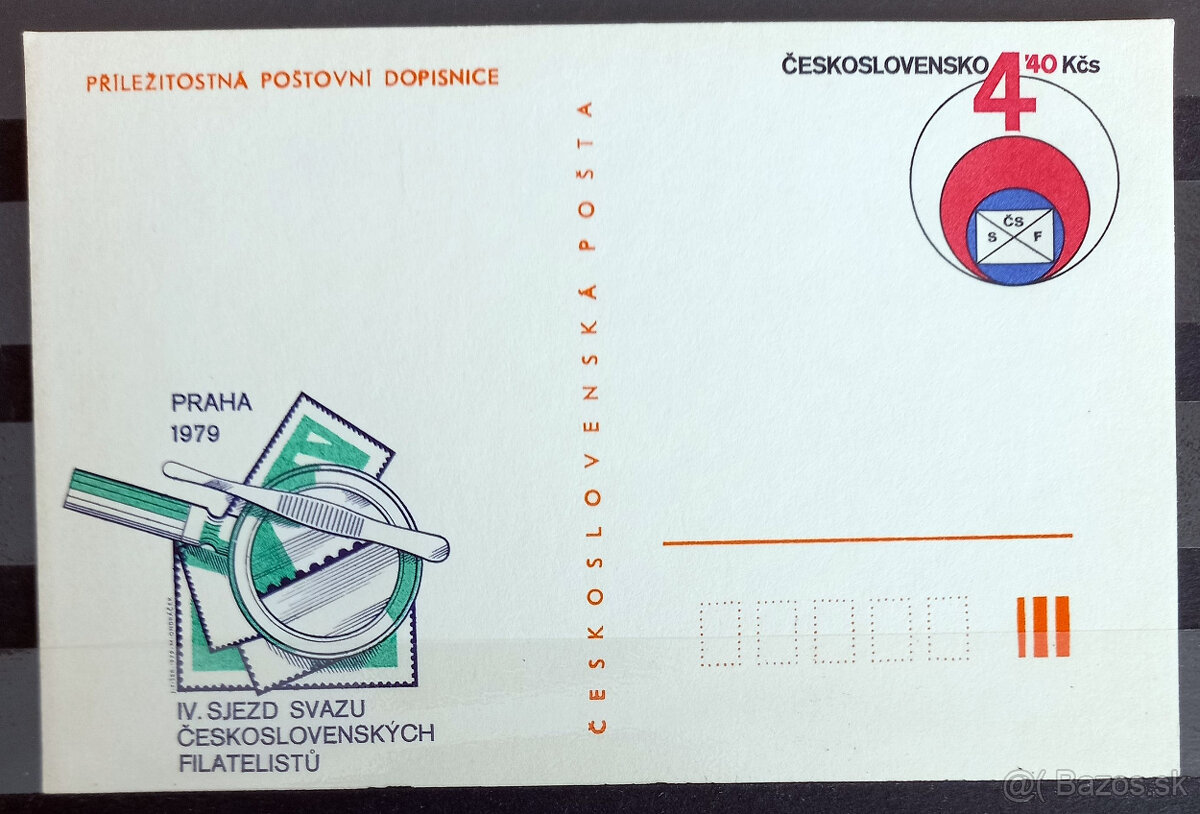 PŘÍLEŽITOSTNÁ POŠTOVNÍ DOPISNICE
ČESKOSLOVENSKO 4'40 Kčs
ČS
S F
ČESKOSLOVENSKÁ POŠTA
PRAHA
1979
IV. SJEZD SVAZU
ČESKOSLOVENSKÝCH
FILATELISTŮ
@( Bazos.sk